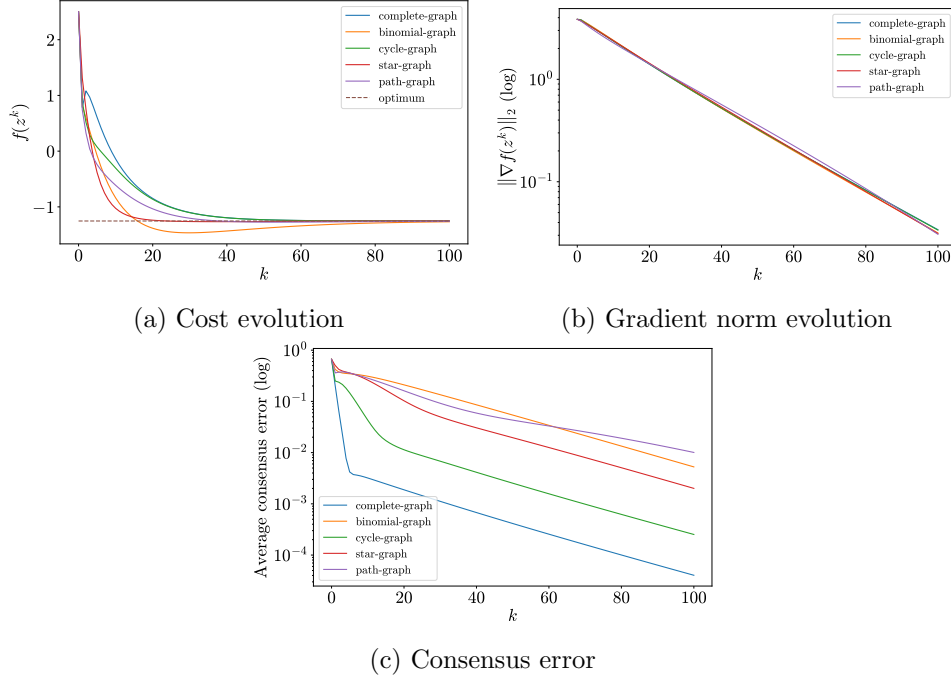 2
1
0
−1
f(z^k)
0
20
40
60
80
100
k
complete-graph
binomial-graph
cycle-graph
star-graph
path-graph
optimum
(a) Cost evolution
10^0
10^{-1}
‖∇f(z^k)‖_2 (log)
0
20
40
60
80
100
k
complete-graph
binomial-graph
cycle-graph
star-graph
path-graph
(b) Gradient norm evolution
10^0
10^{-1}
10^{-2}
10^{-3}
10^{-4}
Average consensus error (log)
0
20
40
60
80
100
k
complete-graph
binomial-graph
cycle-graph
star-graph
path-graph
(c) Consensus error